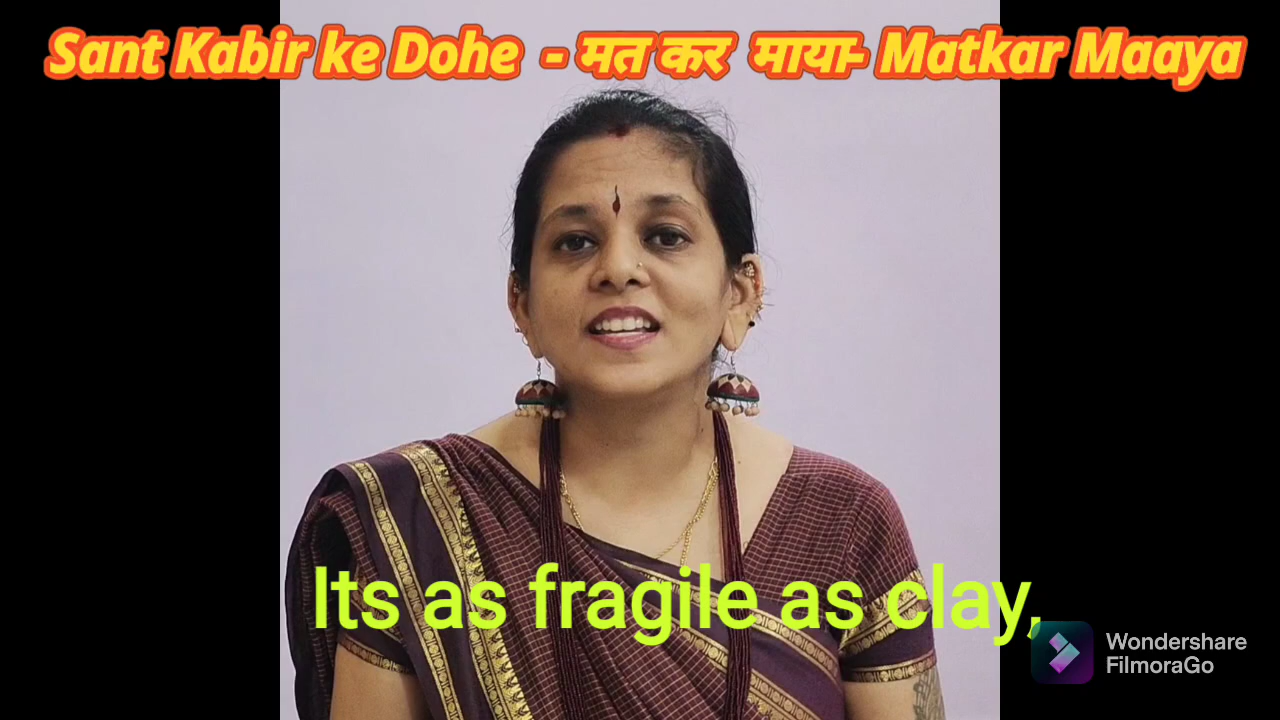 Sant Kabir ke Dohe - मत कर माया- Matkar Maaya
Its as fragile as clay,
Wondershare
FilmoraGo